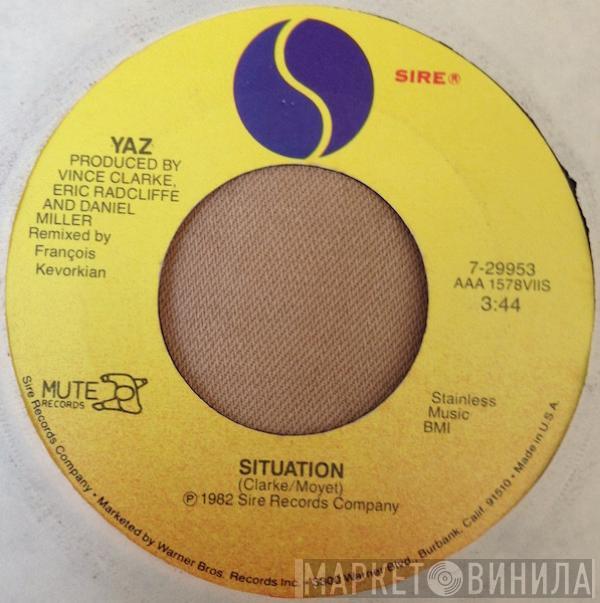 SIRE®
YAZ
PRODUCED BY
VINCE CLARKE,
ERIC RADCLIFFE
AND DANIEL
MILLER
Remixed by
François
Kevorkian
7-29953
AAA 1578VIIS
3:44
MUTE
RECORDS
Stainless
Music
BMI
SITUATION
(Clarke/Moyet)
℗ 1982 Sire Records Company
Sire Records Company • Marketed by Warner Bros. Records Inc. • 3300 Warner Blvd., Burbank, Calif. 91510 • Made in U.S.A.
МАРКЕТ ВИНИЛА